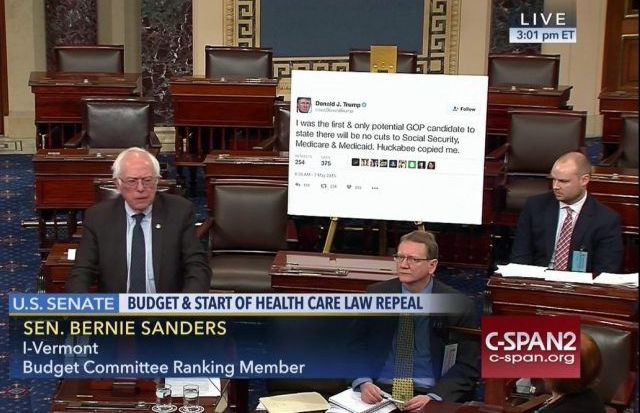 LIVE
3:01 pm ET
Donald J. Trump
Follow
I was the first & only potential GOP candidate to
state there will be no cuts to Social Security,
Medicare & Medicaid. Huckabee copied me.
254 375
U.S. SENATE BUDGET & START OF HEALTH CARE LAW REPEAL
SEN. BERNIE SANDERS
I-Vermont
Budget Committee Ranking Member
C-SPAN2
c-span.org